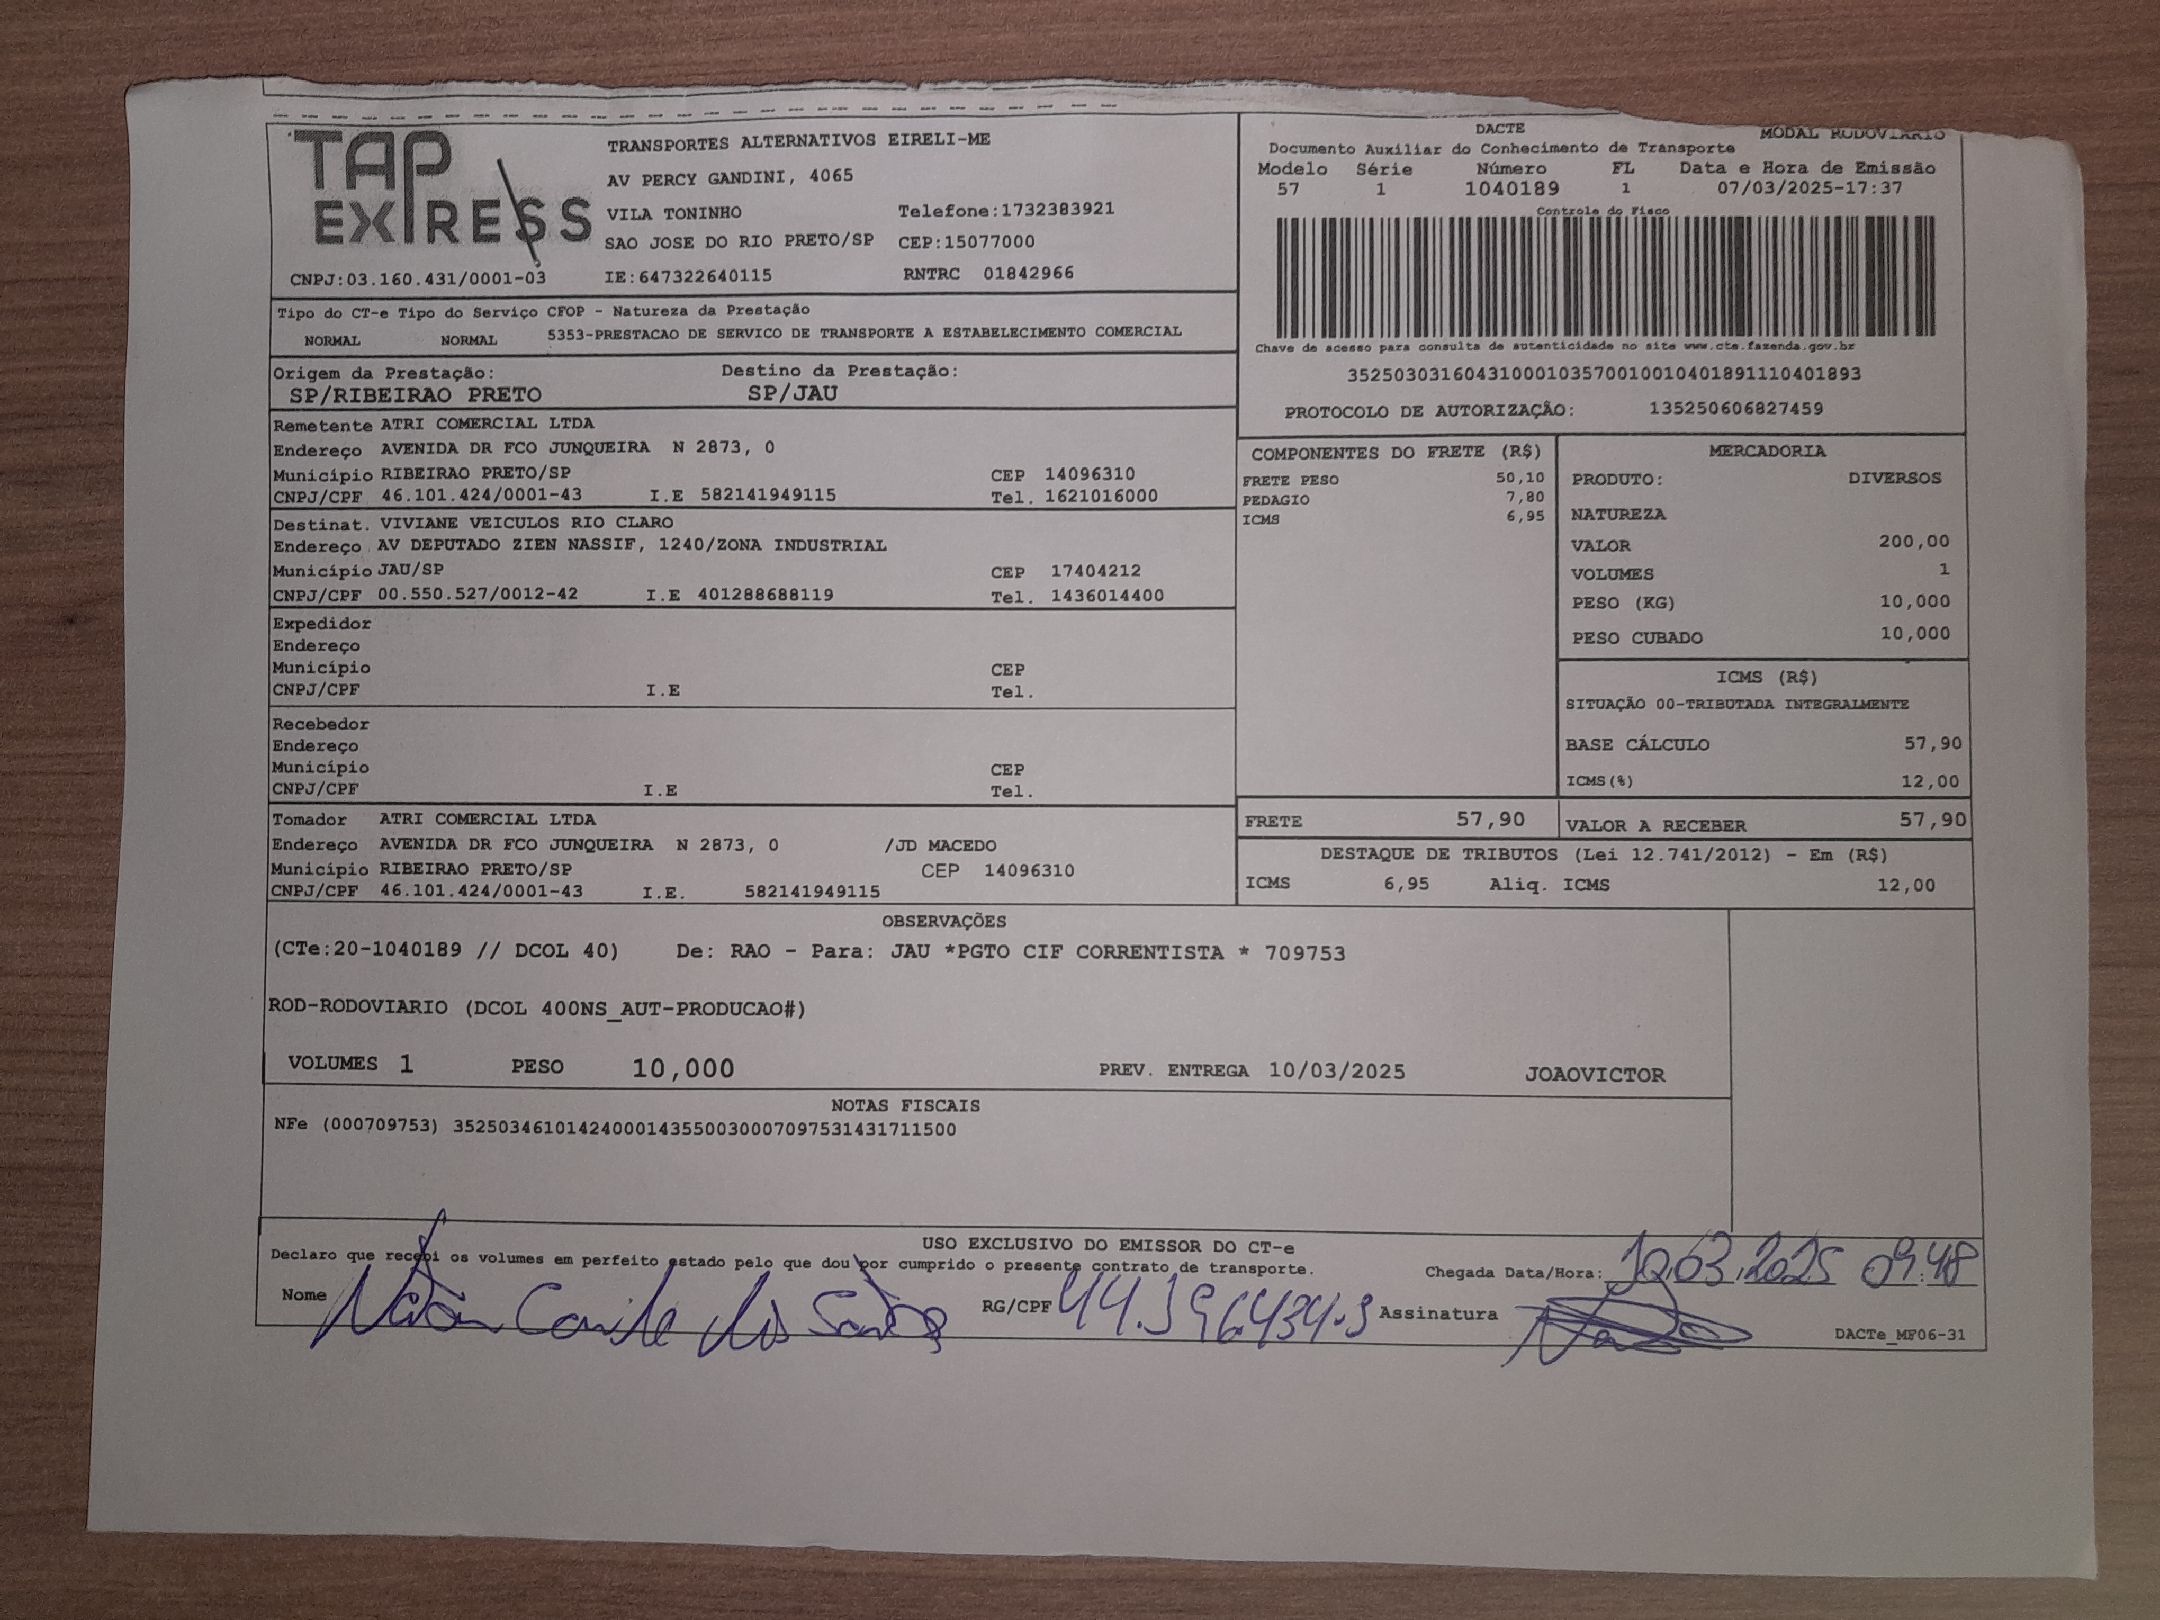 TAP EXPRESS
TRANSPORTES ALTERNATIVOS EIRELI-ME
AV PERCY GANDINI, 4065
VILA TONINHO Telefone:1732383921
SAO JOSE DO RIO PRETO/SP CEP:15077000
CNPJ:03.160.431/0001-03 IE:647322640115 RNTRC 01842966
DACTE MODAL RODOVIARIO
Documento Auxiliar do Conhecimento de Transporte
Modelo Série Número FL Data e Hora de Emissão
57 1 1040189 1 07/03/2025-17:37
Controle do Fisco
Chave de acesso para consulta de autenticidade no site www.cte.fazenda.gov.br
35250303160431000103570010010401891110401893
PROTOCOLO DE AUTORIZAÇÃO: 135250606827459
Tipo do CT-e Tipo do Serviço CFOP - Natureza da Prestação
NORMAL NORMAL 5353-PRESTACAO DE SERVICO DE TRANSPORTE A ESTABELECIMENTO COMERCIAL
Origem da Prestação: Destino da Prestação:
SP/RIBEIRAO PRETO SP/JAU
Remetente ATRI COMERCIAL LTDA
Endereço AVENIDA DR FCO JUNQUEIRA N 2873, 0
Município RIBEIRAO PRETO/SP CEP 14096310
CNPJ/CPF 46.101.424/0001-43 I.E 582141949115 Tel. 1621016000
Destinat. VIVIANE VEICULOS RIO CLARO
Endereço AV DEPUTADO ZIEN NASSIF, 1240/ZONA INDUSTRIAL
Município JAU/SP CEP 17404212
CNPJ/CPF 00.550.527/0012-42 I.E 401288688119 Tel. 1436014400
Expedidor
Endereço
Município CEP
CNPJ/CPF I.E Tel.
Recebedor
Endereço
Município CEP
CNPJ/CPF I.E Tel.
Tomador ATRI COMERCIAL LTDA
Endereço AVENIDA DR FCO JUNQUEIRA N 2873, 0 /JD MACEDO
Município RIBEIRAO PRETO/SP CEP 14096310
CNPJ/CPF 46.101.424/0001-43 I.E. 582141949115
COMPONENTES DO FRETE (R$)
FRETE PESO 50,10
PEDAGIO 7,80
ICMS 6,95
MERCADORIA
PRODUTO: DIVERSOS
NATUREZA
VALOR 200,00
VOLUMES 1
PESO (KG) 10,000
PESO CUBADO 10,000
ICMS (R$)
SITUAÇÃO 00-TRIBUTADA INTEGRALMENTE
BASE CÁLCULO 57,90
ICMS(%) 12,00
FRETE 57,90 VALOR A RECEBER 57,90
DESTAQUE DE TRIBUTOS (Lei 12.741/2012) - Em (R$)
ICMS 6,95 Aliq. ICMS 12,00
OBSERVAÇÕES
(CTe:20-1040189 // DCOL 40) De: RAO - Para: JAU *PGTO CIF CORRENTISTA * 709753
ROD-RODOVIARIO (DCOL 400NS_AUT-PRODUCAO#)
VOLUMES 1 PESO 10,000 PREV. ENTREGA 10/03/2025 JOAOVICTOR
NOTAS FISCAIS
NFe (000709753) 35250346101424000143550030007097531431711500
USO EXCLUSIVO DO EMISSOR DO CT-e
Declaro que recebi os volumes em perfeito estado pelo que dou por cumprido o presente contrato de transporte.
Chegada Data/Hora: 10.03.2025 09:48
Nome dos Santos RG/CPF 44.396.434-3 Assinatura
DACTe_MF06-31